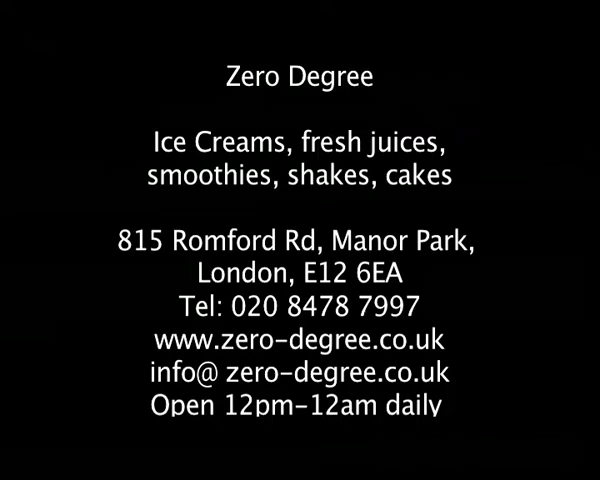 Zero Degree
Ice Creams, fresh juices,
smoothies, shakes, cakes
815 Romford Rd, Manor Park,
London, E12 6EA
Tel: 020 8478 7997
www.zero-degree.co.uk
info@ zero-degree.co.uk
Open 12pm-12am daily